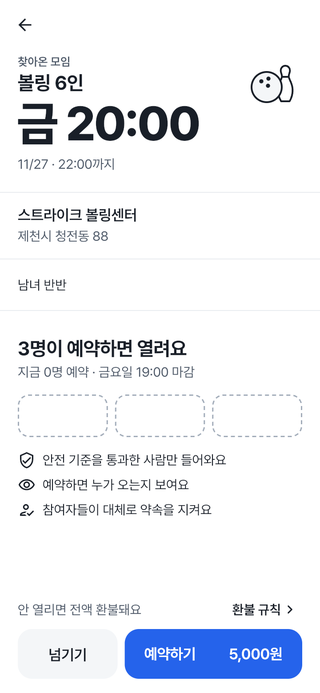 찾아온 모임
볼링 6인
금 20:00
11/27 · 22:00까지
스트라이크 볼링센터
제천시 청전동 88
남녀 반반
3명이 예약하면 열려요
지금 0명 예약 · 금요일 19:00 마감
안전 기준을 통과한 사람만 들어와요
예약하면 누가 오는지 보여요
참여자들이 대체로 약속을 지켜요
안 열리면 전액 환불돼요 환불 규칙
넘기기 예약하기 5,000원